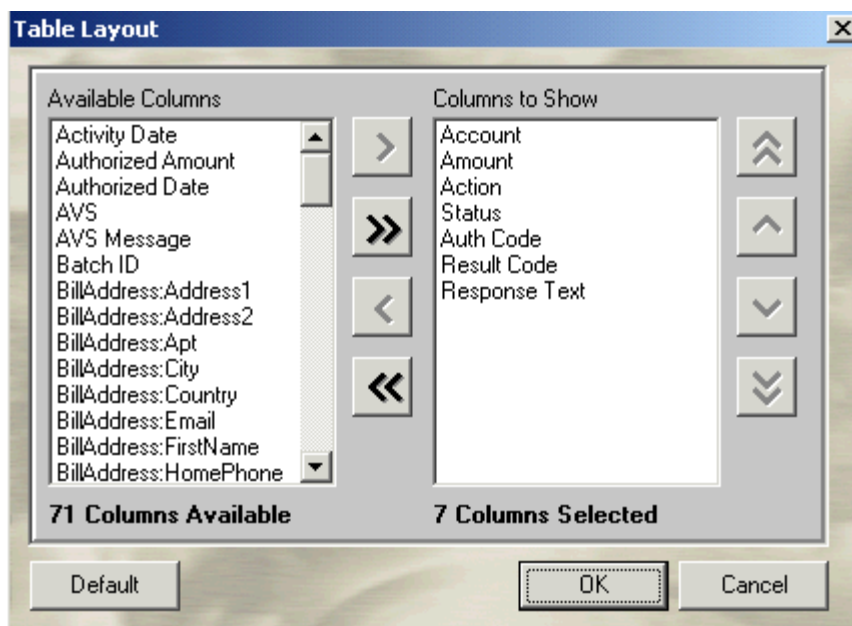 Table Layout
Available Columns
Activity Date
Authorized Amount
Authorized Date
AVS
AVS Message
Batch ID
BillAddress:Address1
BillAddress:Address2
BillAddress:Apt
BillAddress:City
BillAddress:Country
BillAddress:Email
BillAddress:FirstName
BillAddress:HomePhone
71 Columns Available
Columns to Show
Account
Amount
Action
Status
Auth Code
Result Code
Response Text
7 Columns Selected
Default
OK
Cancel